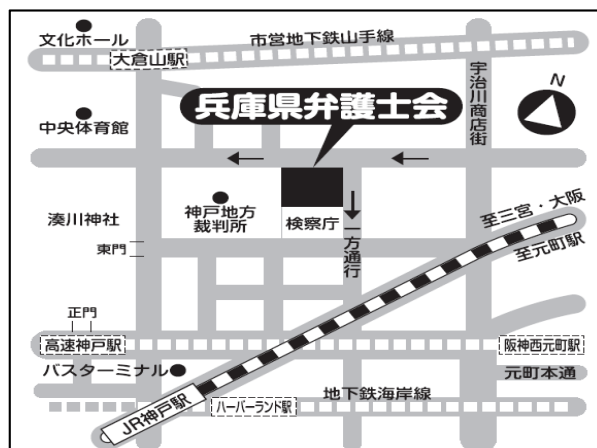 文化ホール
市営地下鉄山手線
大倉山駅
宇治川商店街
N
兵庫県弁護士会
中央体育館
湊川神社
神戸地方
裁判所
検察庁
一方通行
至三宮・大阪
至元町駅
東門
正門
高速神戸駅
阪神西元町駅
バスターミナル
元町本通
地下鉄海岸線
ハーバーランド駅
JR神戸駅